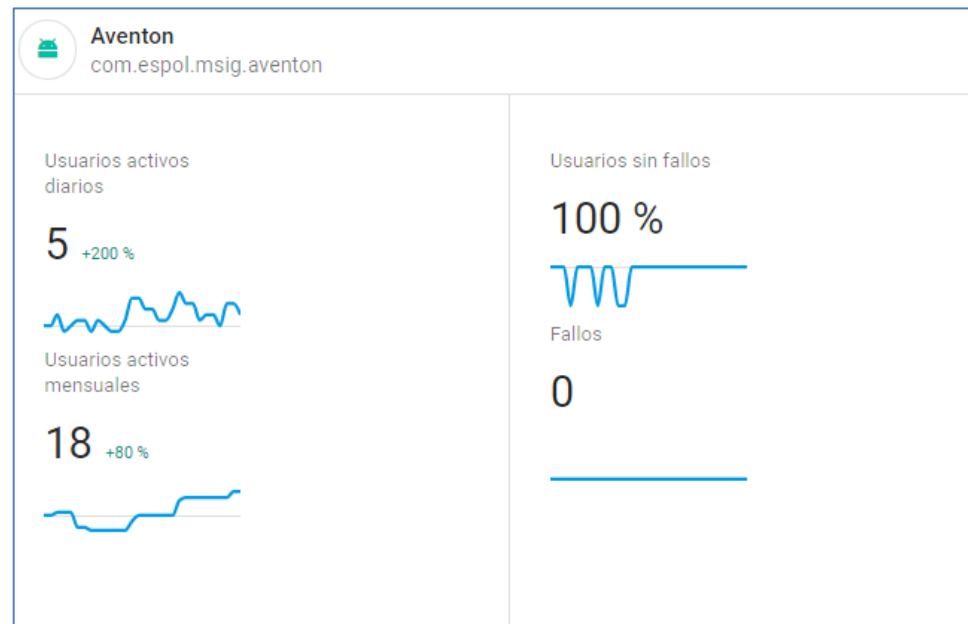 Aventon
com.espol.msig.aventon
Usuarios activos
diarios
5 +200 %
Usuarios activos
mensuales
18 +80 %
Usuarios sin fallos
100 %
Fallos
0